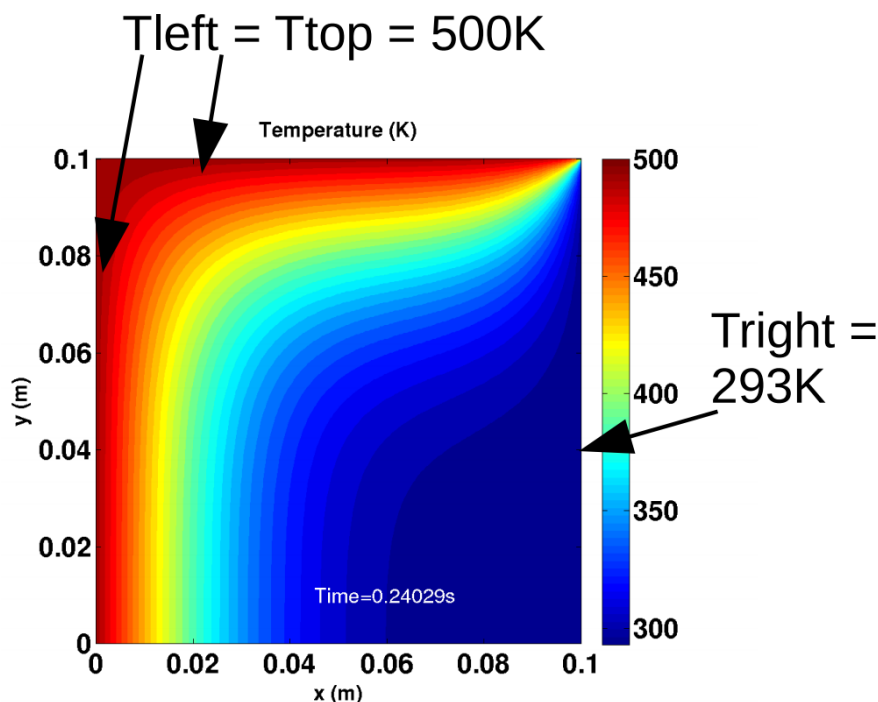 Tleft = Ttop = 500K
Temperature (K)
0.1
0.08
0.06
0.04
0.02
0
y (m)
0
0.02
0.04
0.06
0.08
0.1
x (m)
Time=0.24029s
500
450
400
350
300
Tright =
293K